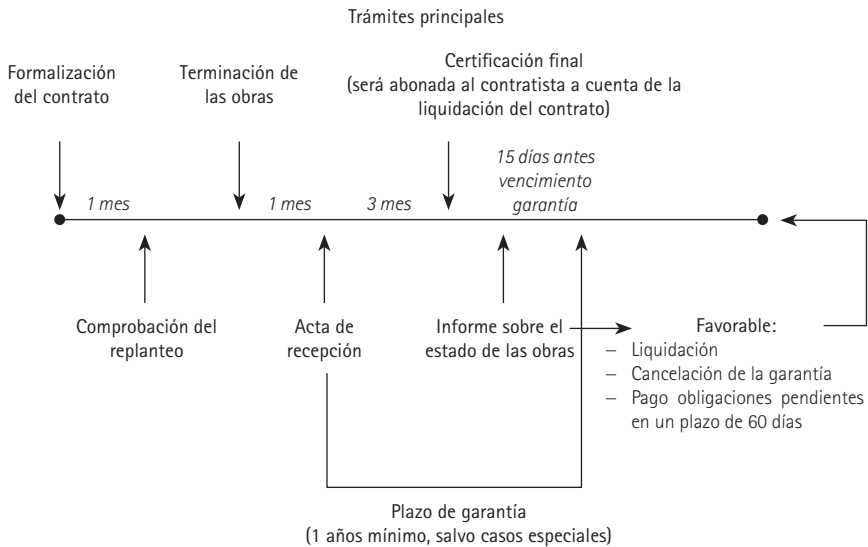 Trámites principales
Formalización
del contrato
Terminación de
las obras
Certificación final
(será abonada al contratista a cuenta de la
liquidación del contrato)
15 días antes
vencimiento
garantía
1 mes
1 mes
3 mes
Comprobación del
replanteo
Acta de
recepción
Informe sobre el
estado de las obras
Favorable:
– Liquidación
– Cancelación de la garantía
– Pago obligaciones pendientes
en un plazo de 60 días
Plazo de garantía
(1 años mínimo, salvo casos especiales)